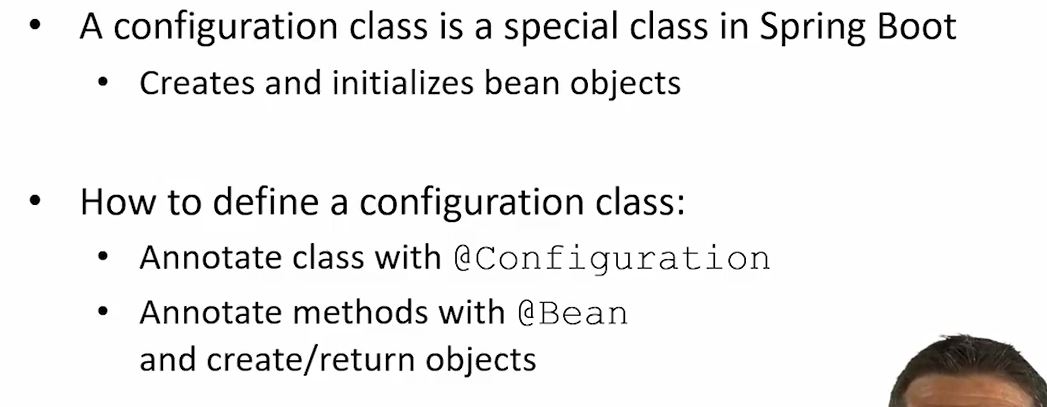 • A configuration class is a special class in Spring Boot
• Creates and initializes bean objects
• How to define a configuration class:
• Annotate class with @Configuration
• Annotate methods with @Bean
and create/return objects